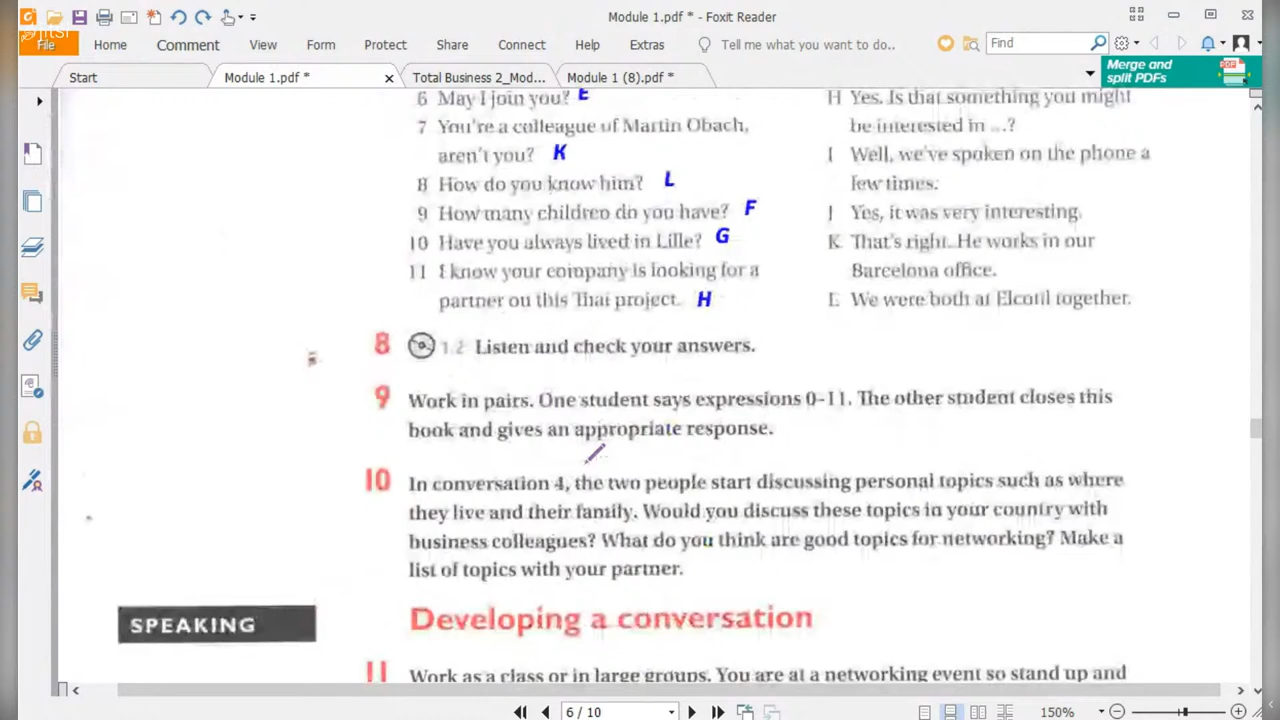 Module 1.pdf * - Foxit Reader
Jitsi
File Home Comment View Form Protect Share Connect Help Extras Tell me what you want to do.. Find
Start Module 1.pdf * Total Business 2_Mod... Module 1 (8).pdf * Merge and split PDFs
6 May I join you? E
7 You're a colleague of Martin Obach,
aren't you? K
8 How do you know him? L
9 How many children do you have? F
10 Have you always lived in Lille? G
11 I know your company is looking for a
partner on this Thai project. H
H Yes. Is that something you might
be interested in ...?
I Well, we've spoken on the phone a
few times.
J Yes, it was very interesting.
K That's right. He works in our
Barcelona office.
L We were both at Elcotil together.
8 1.2 Listen and check your answers.
9 Work in pairs. One student says expressions 0–11. The other student closes this
book and gives an appropriate response.
10 In conversation 4, the two people start discussing personal topics such as where
they live and their family. Would you discuss these topics in your country with
business colleagues? What do you think are good topics for networking? Make a
list of topics with your partner.
SPEAKING
Developing a conversation
11 Work as a class or in large groups. You are at a networking event so stand up and
6 / 10 150%